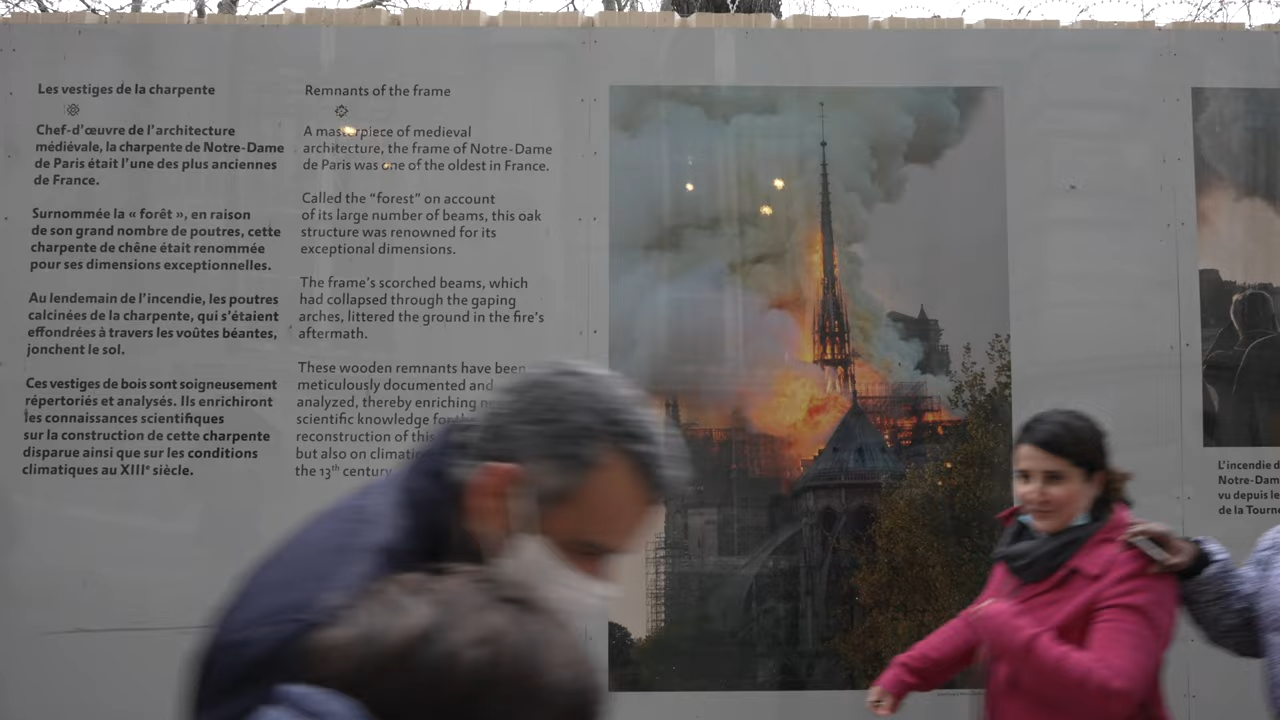 Les vestiges de la charpente
Chef-d'œuvre de l'architecture
médiévale, la charpente de Notre-Dame
de Paris était l'une des plus anciennes
de France.
Surnommée la « forêt », en raison
de son grand nombre de poutres, cette
charpente de chêne était renommée
pour ses dimensions exceptionnelles.
Au lendemain de l'incendie, les poutres
calcinées de la charpente, qui s'étaient
effondrées à travers les voûtes béantes,
jonchent le sol.
Ces vestiges de bois sont soigneusement
répertoriés et analysés. Ils enrichiront
les connaissances scientifiques
sur la construction de cette charpente
disparue ainsi que sur les conditions
climatiques au XIIIe siècle.
Remnants of the frame
A masterpiece of medieval
architecture, the frame of Notre-Dame
de Paris was one of the oldest in France.
Called the “forest” on account
of its large number of beams, this oak
structure was renowned for its
exceptional dimensions.
The frame's scorched beams, which
had collapsed through the gaping
arches, littered the ground in the fire's
aftermath.
These wooden remnants have been
meticulously documented and
analyzed, thereby enriching
scientific knowledge for the
reconstruction of this
but also on
the 13th century
L'incendie
Notre-Dam
vu depuis le
de la Tourne